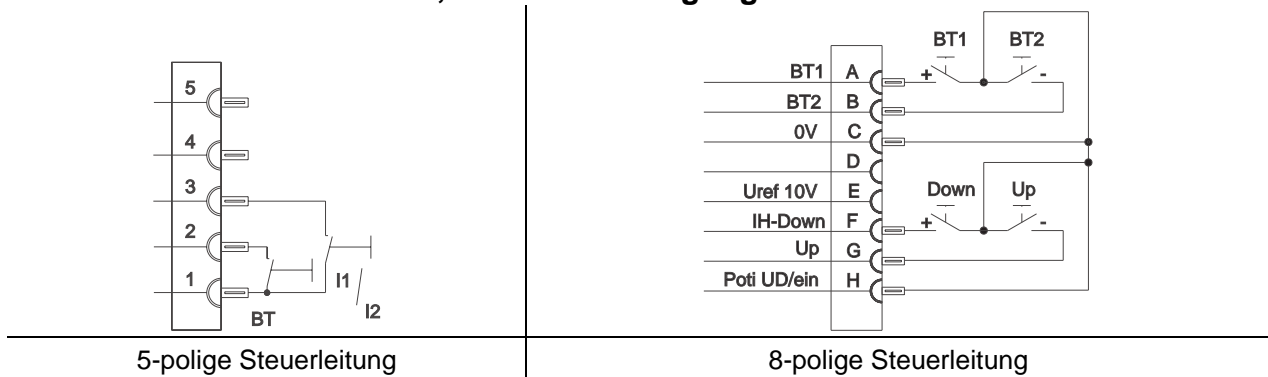 5
4
3
2
1
BT
I1
I2
5-polige Steuerleitung
BT1 BT2
BT1 A + -
BT2 B
0V C
D
Uref 10V E Down Up
IH-Down F + -
Up G
Poti UD/ein H
8-polige Steuerleitung